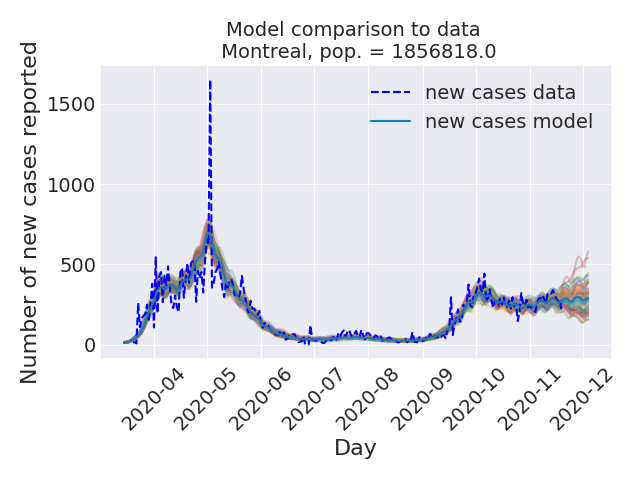 Model comparison to data
Montreal, pop. = 1856818.0
new cases data
new cases model
Number of new cases reported
1500
1000
500
0
2020-04
2020-05
2020-06
2020-07
2020-08
2020-09
2020-10
2020-11
2020-12
Day